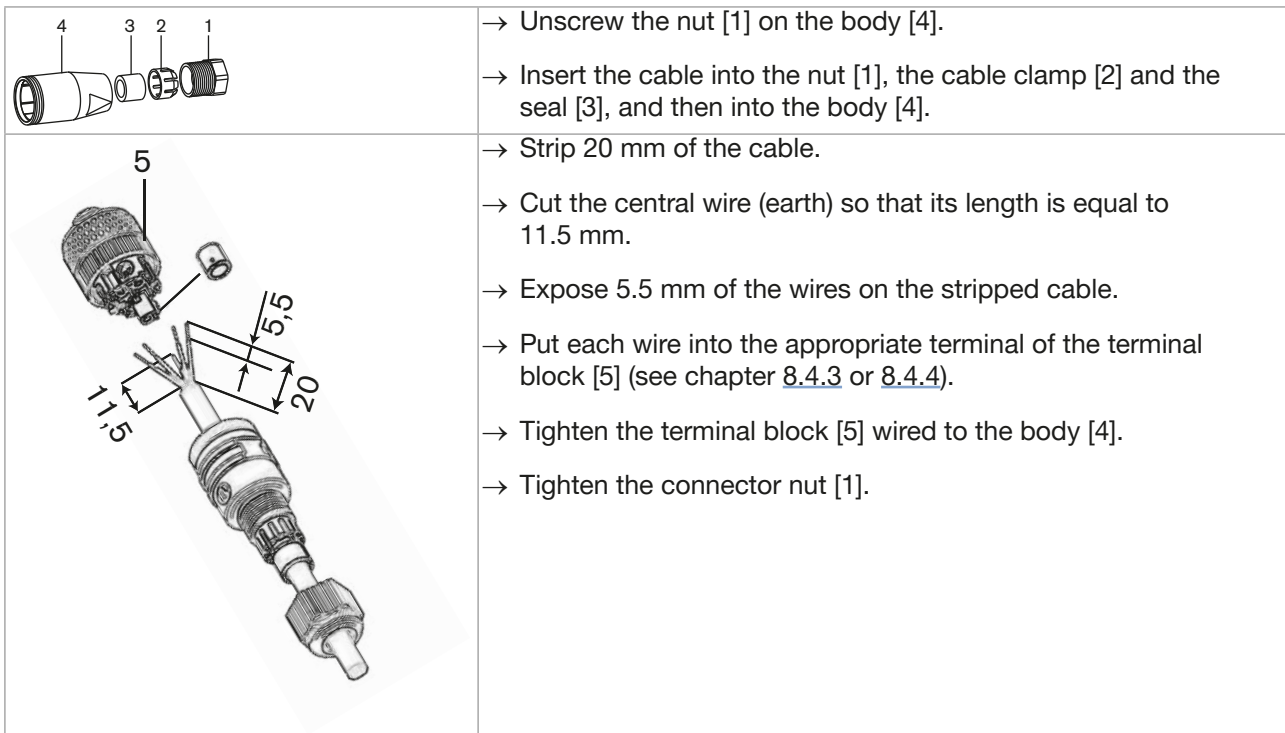 4 3 2 1
→ Unscrew the nut [1] on the body [4].
→ Insert the cable into the nut [1], the cable clamp [2] and the
seal [3], and then into the body [4].
5
5,5
20
11,5
→ Strip 20 mm of the cable.
→ Cut the central wire (earth) so that its length is equal to
11.5 mm.
→ Expose 5.5 mm of the wires on the stripped cable.
→ Put each wire into the appropriate terminal of the terminal
block [5] (see chapter 8.4.3 or 8.4.4).
→ Tighten the terminal block [5] wired to the body [4].
→ Tighten the connector nut [1].